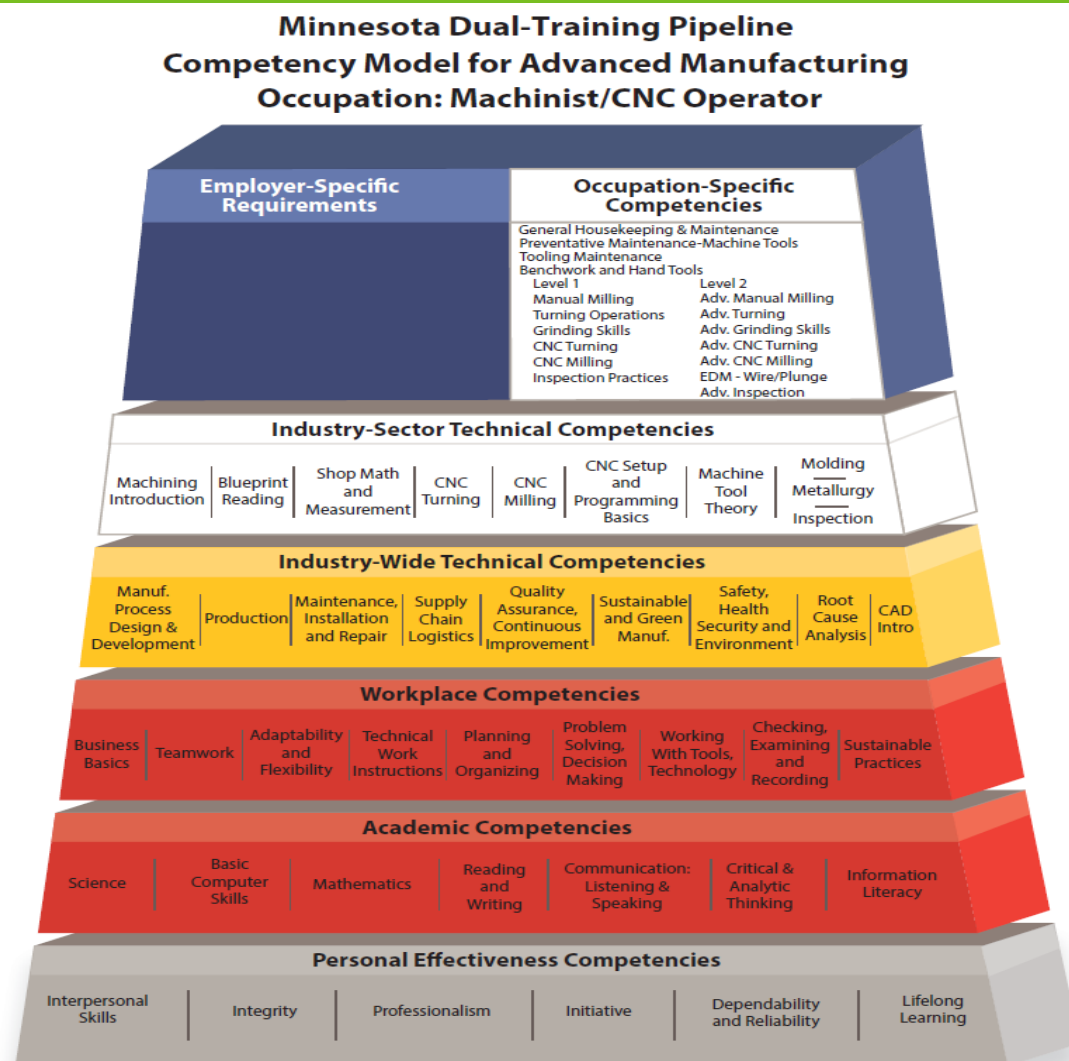 Minnesota Dual-Training Pipeline
Competency Model for Advanced Manufacturing
Occupation: Machinist/CNC Operator
Employer-Specific
Requirements
Occupation-Specific
Competencies
General Housekeeping & Maintenance
Preventative Maintenance-Machine Tools
Tooling Maintenance
Benchwork and Hand Tools
Level 1
Manual Milling
Turning Operations
Grinding Skills
CNC Turning
CNC Milling
Inspection Practices
Level 2
Adv. Manual Milling
Adv. Turning
Adv. Grinding Skills
Adv. CNC Turning
Adv. CNC Milling
EDM - Wire/Plunge
Adv. Inspection
Industry-Sector Technical Competencies
Machining
Introduction
Blueprint
Reading
Shop Math
and
Measurement
CNC
Turning
CNC
Milling
CNC Setup
and
Programming
Basics
Machine
Tool
Theory
Molding
Metallurgy
Inspection
Industry-Wide Technical Competencies
Manuf.
Process
Design &
Development
Production
Maintenance,
Installation
and Repair
Supply
Chain
Logistics
Quality
Assurance,
Continuous
Improvement
Sustainable
and Green
Manuf.
Safety,
Health
Security and
Environment
Root
Cause
Analysis
CAD
Intro
Workplace Competencies
Business
Basics
Teamwork
Adaptability
and
Flexibility
Technical
Work
Instructions
Planning
and
Organizing
Problem
Solving,
Decision
Making
Working
With Tools,
Technology
Checking,
Examining
and
Recording
Sustainable
Practices
Academic Competencies
Science
Basic
Computer
Skills
Mathematics
Reading
and
Writing
Communication:
Listening &
Speaking
Critical &
Analytic
Thinking
Information
Literacy
Personal Effectiveness Competencies
Interpersonal
Skills
Integrity
Professionalism
Initiative
Dependability
and Reliability
Lifelong
Learning